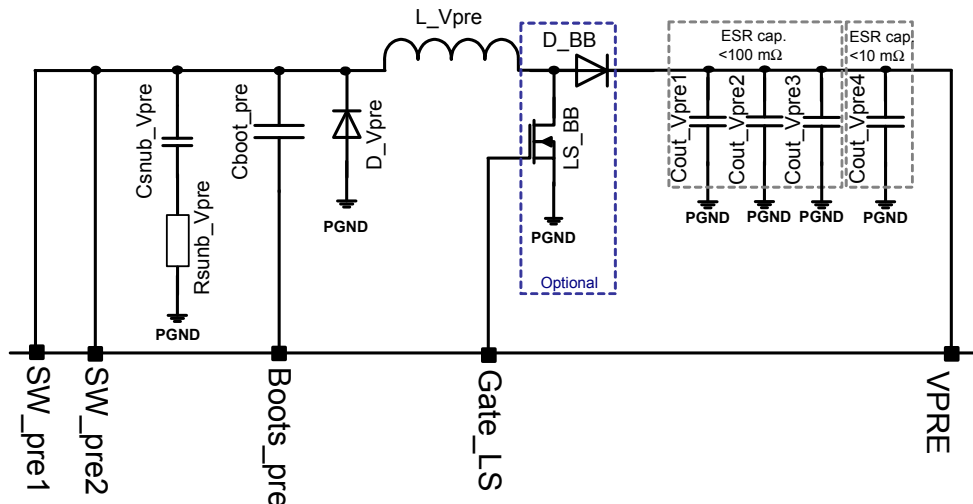 L_Vpre
D_BB
ESR cap.
<100 mΩ
ESR cap.
<10 mΩ
Csnub_Vpre
Rsunb_Vpre
PGND
Cboot_pre
D_Vpre
PGND
LS_BB
PGND
Optional
Cout_Vpre1
Cout_Vpre2
Cout_Vpre3
Cout_Vpre4
PGND
PGND
PGND
PGND
SW_pre1
SW_pre2
Boots_pre
Gate_LS
VPRE